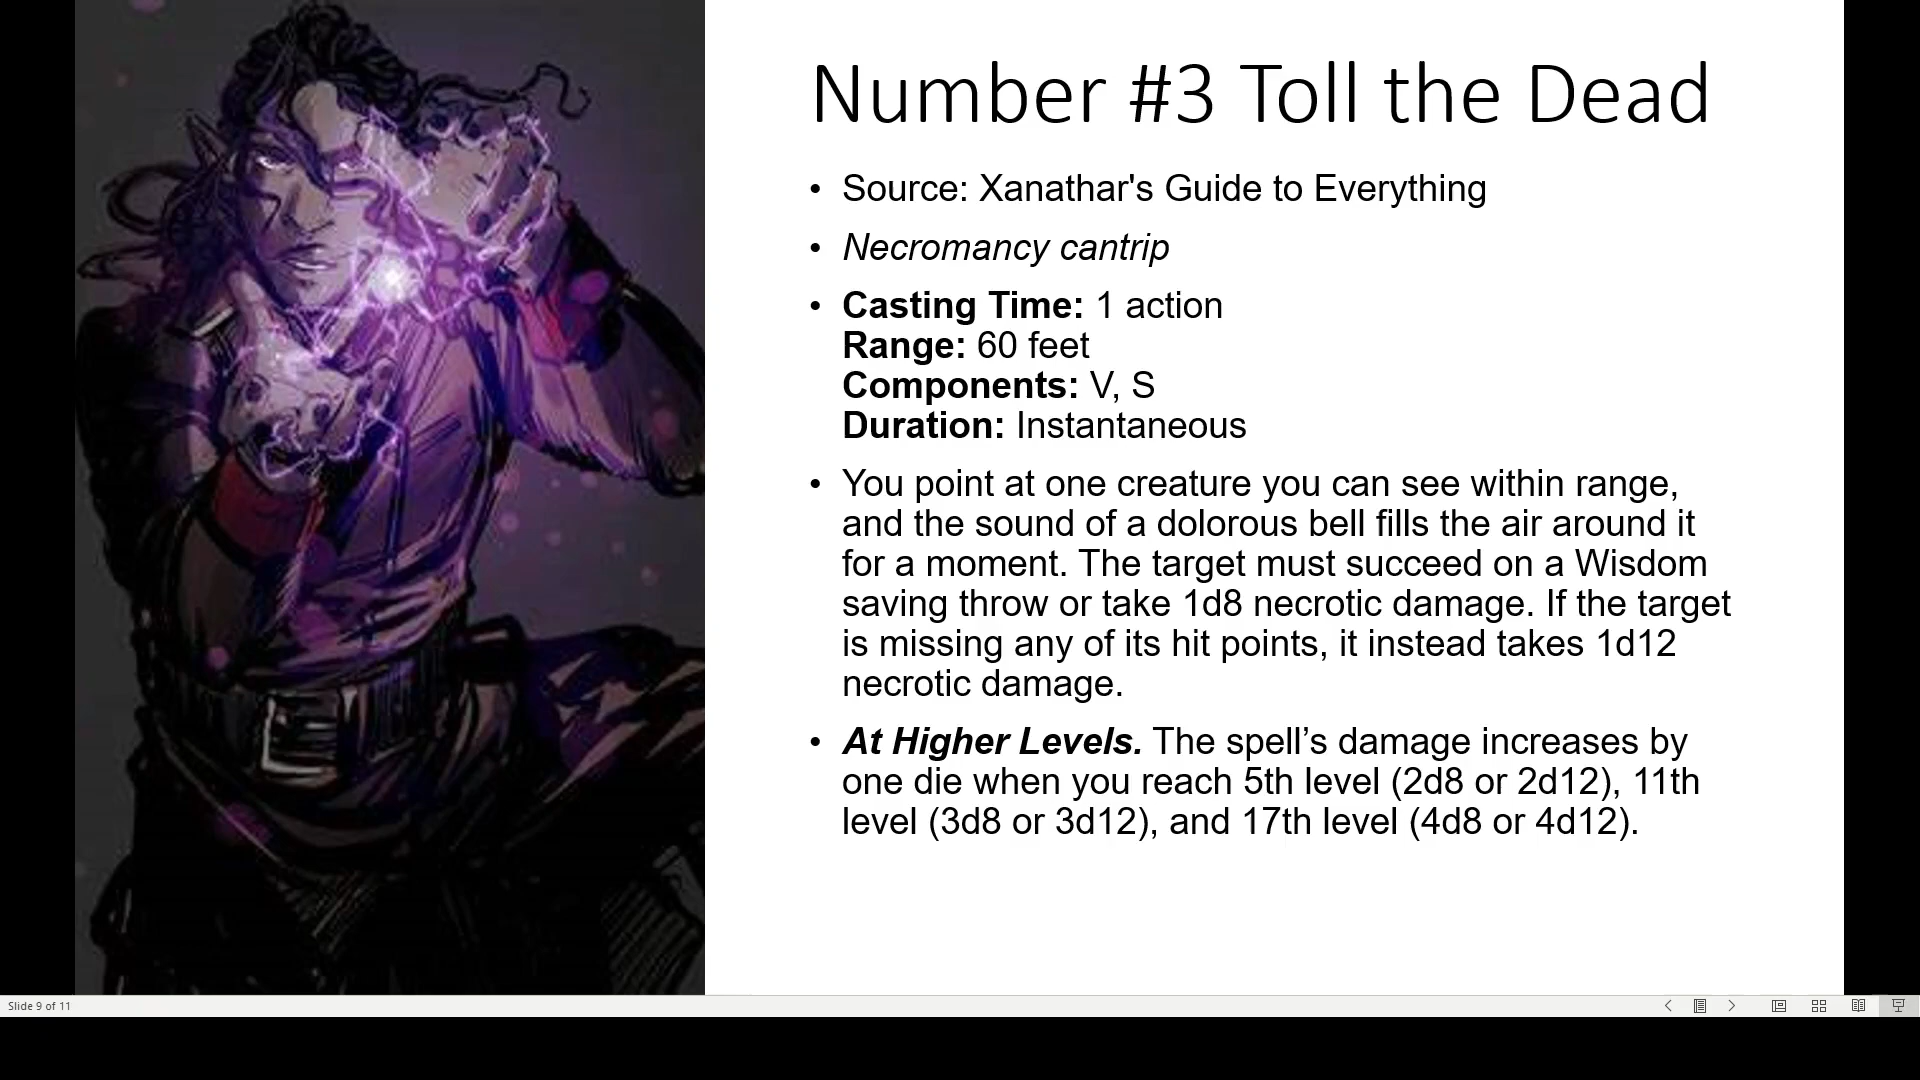 Number #3 Toll the Dead
• Source: Xanathar's Guide to Everything
• Necromancy cantrip
• Casting Time: 1 action
Range: 60 feet
Components: V, S
Duration: Instantaneous
• You point at one creature you can see within range,
and the sound of a dolorous bell fills the air around it
for a moment. The target must succeed on a Wisdom
saving throw or take 1d8 necrotic damage. If the target
is missing any of its hit points, it instead takes 1d12
necrotic damage.
• At Higher Levels. The spell’s damage increases by
one die when you reach 5th level (2d8 or 2d12), 11th
level (3d8 or 3d12), and 17th level (4d8 or 4d12).
Slide 9 of 11